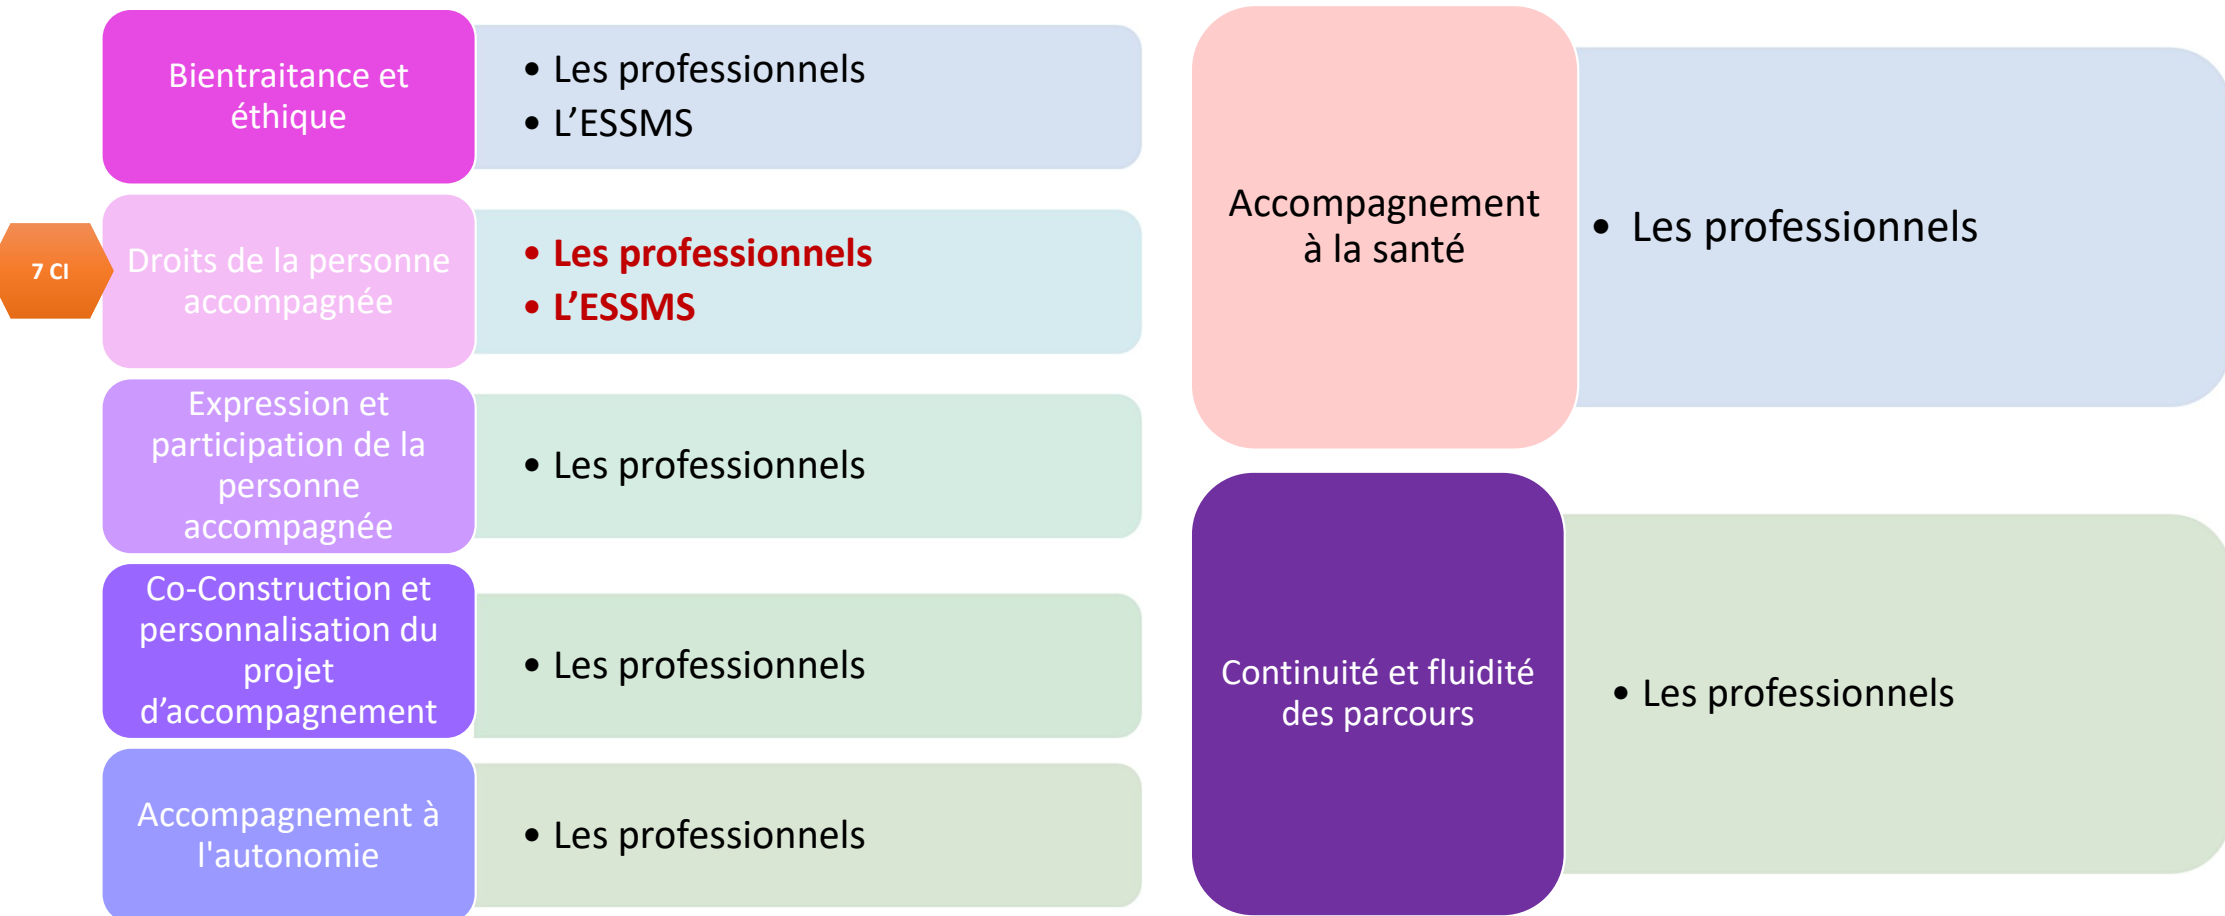 Bientraitance et
éthique
• Les professionnels
• L’ESSMS
7 CI
Droits de la personne
accompagnée
• Les professionnels
• L’ESSMS
Expression et
participation de la
personne
accompagnée
• Les professionnels
Co-Construction et
personnalisation du
projet
d’accompagnement
• Les professionnels
Accompagnement à
l'autonomie
• Les professionnels
Accompagnement
à la santé
• Les professionnels
Continuité et fluidité
des parcours
• Les professionnels